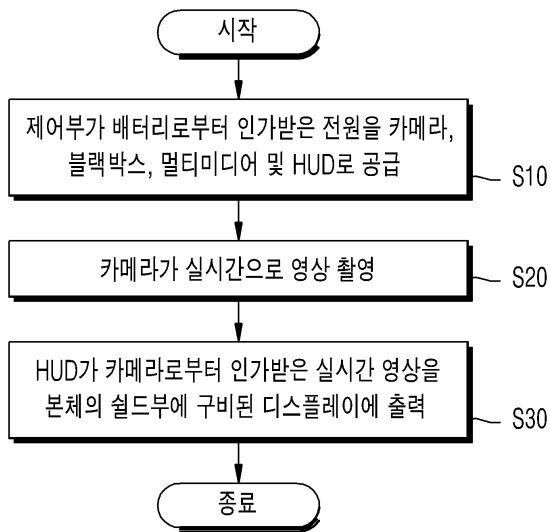 시작
제어부가 배터리로부터 인가받은 전원을 카메라,
블랙박스, 멀티미디어 및 HUD로 공급
S10
카메라가 실시간으로 영상 촬영
S20
HUD가 카메라로부터 인가받은 실시간 영상을
본체의 쉴드부에 구비된 디스플레이에 출력
S30
종료